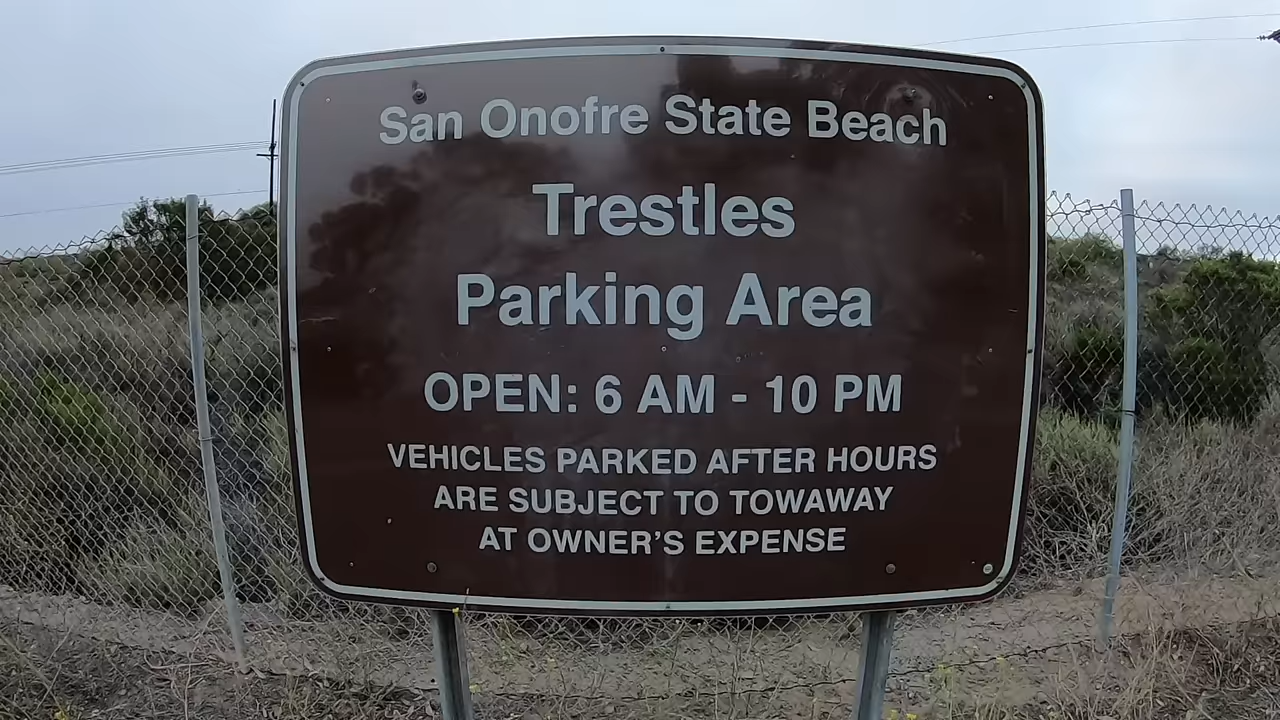 San Onofre State Beach
Trestles
Parking Area
OPEN: 6 AM - 10 PM
VEHICLES PARKED AFTER HOURS
ARE SUBJECT TO TOWAWAY
AT OWNER'S EXPENSE